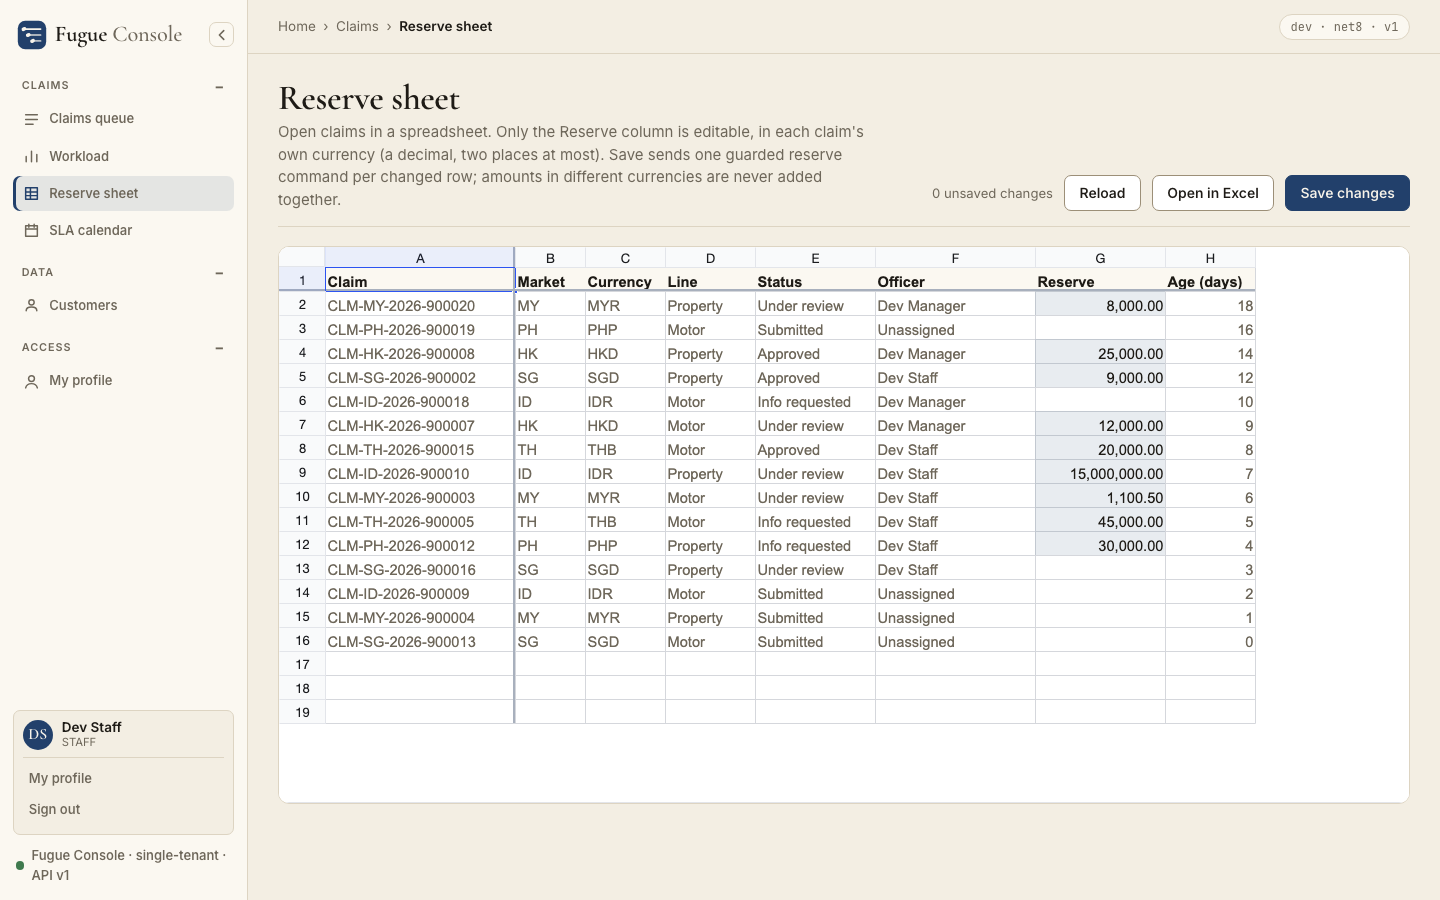 Fugue Console
CLAIMS
Claims queue
Workload
Reserve sheet
SLA calendar
DATA
Customers
ACCESS
My profile
DS Dev Staff
STAFF
My profile
Sign out
Fugue Console · single-tenant ·
API v1
Home › Claims › Reserve sheet
dev · net8 · v1
Reserve sheet
Open claims in a spreadsheet. Only the Reserve column is editable, in each claim's
own currency (a decimal, two places at most). Save sends one guarded reserve
command per changed row; amounts in different currencies are never added
together.
0 unsaved changes Reload Open in Excel Save changes
A B C D E F G H
1 Claim Market Currency Line Status Officer Reserve Age (days)
2 CLM-MY-2026-900020 MY MYR Property Under review Dev Manager 8,000.00 18
3 CLM-PH-2026-900019 PH PHP Motor Submitted Unassigned 16
4 CLM-HK-2026-900008 HK HKD Property Approved Dev Manager 25,000.00 14
5 CLM-SG-2026-900002 SG SGD Property Approved Dev Staff 9,000.00 12
6 CLM-ID-2026-900018 ID IDR Motor Info requested Dev Manager 10
7 CLM-HK-2026-900007 HK HKD Motor Under review Dev Manager 12,000.00 9
8 CLM-TH-2026-900015 TH THB Motor Approved Dev Staff 20,000.00 8
9 CLM-ID-2026-900010 ID IDR Property Under review Dev Staff 15,000,000.00 7
10 CLM-MY-2026-900003 MY MYR Motor Under review Dev Staff 1,100.50 6
11 CLM-TH-2026-900005 TH THB Motor Info requested Dev Staff 45,000.00 5
12 CLM-PH-2026-900012 PH PHP Property Info requested Dev Staff 30,000.00 4
13 CLM-SG-2026-900016 SG SGD Property Under review Dev Staff 3
14 CLM-ID-2026-900009 ID IDR Motor Submitted Unassigned 2
15 CLM-MY-2026-900004 MY MYR Property Submitted Unassigned 1
16 CLM-SG-2026-900013 SG SGD Motor Submitted Unassigned 0
17
18
19